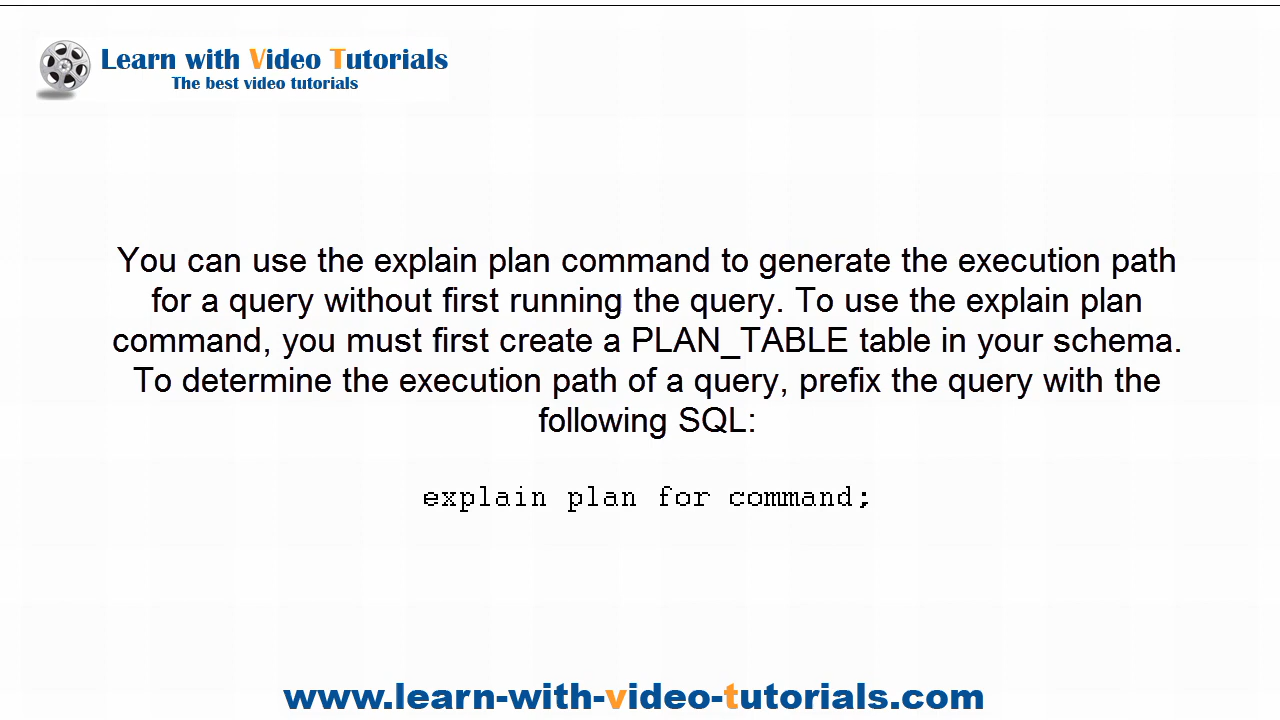 Learn with Video Tutorials
The best video tutorials
You can use the explain plan command to generate the execution path
for a query without first running the query. To use the explain plan
command, you must first create a PLAN_TABLE table in your schema.
To determine the execution path of a query, prefix the query with the
following SQL:
explain plan for command;
www.learn-with-video-tutorials.com